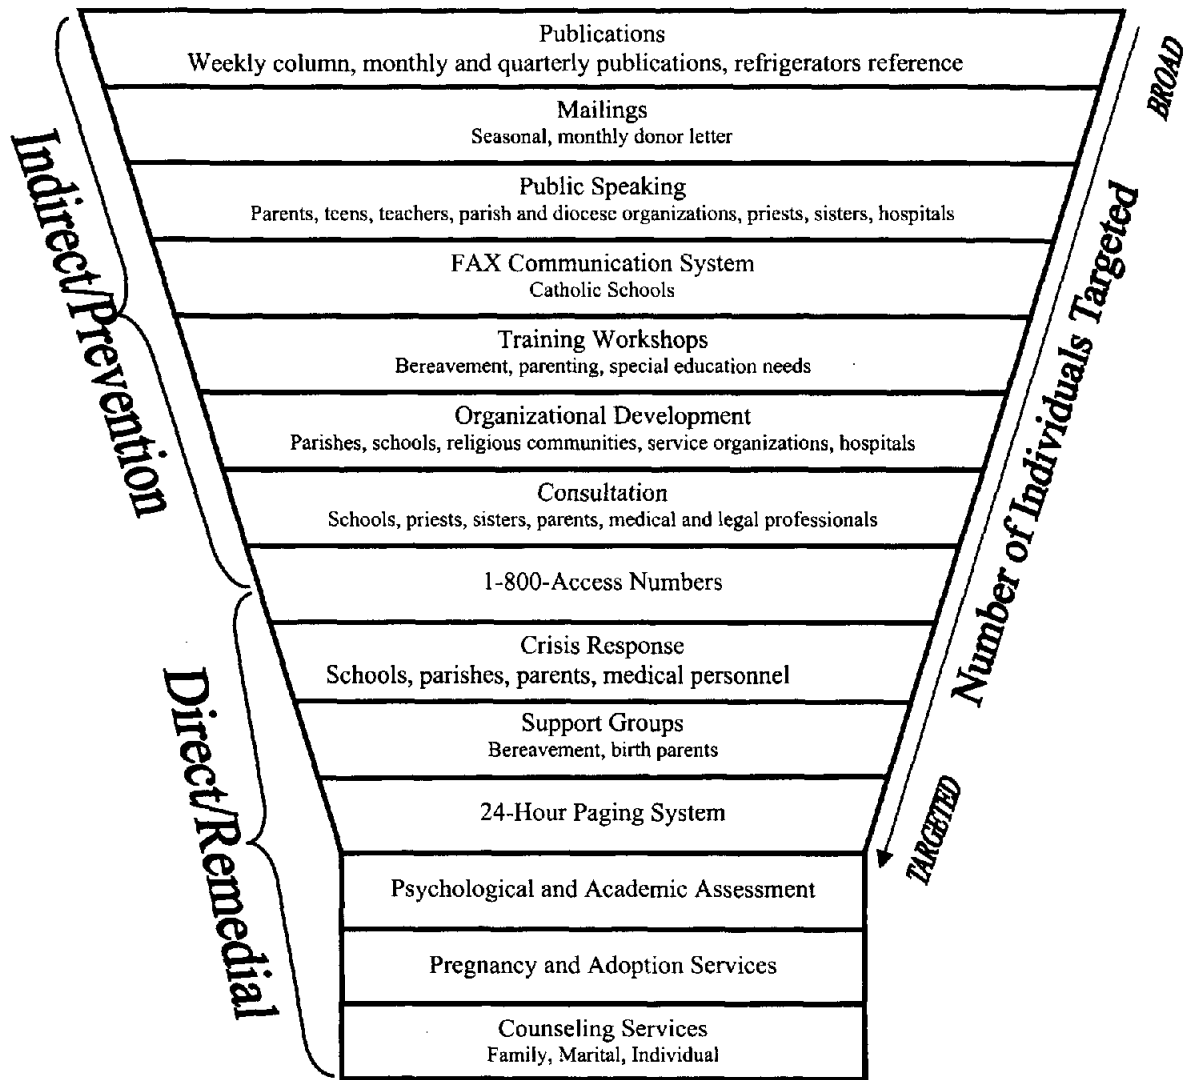 Publications
Weekly column, monthly and quarterly publications, refrigerators reference
Mailings
Seasonal, monthly donor letter
Public Speaking
Parents, teens, teachers, parish and diocese organizations, priests, sisters, hospitals
FAX Communication System
Catholic Schools
Training Workshops
Bereavement, parenting, special education needs
Organizational Development
Parishes, schools, religious communities, service organizations, hospitals
Consultation
Schools, priests, sisters, parents, medical and legal professionals
1-800-Access Numbers
Crisis Response
Schools, parishes, parents, medical personnel
Support Groups
Bereavement, birth parents
24-Hour Paging System
Psychological and Academic Assessment
Pregnancy and Adoption Services
Counseling Services
Family, Marital, Individual
Indirect/Prevention
Direct/Remedial
BROAD
Number of Individuals Targeted
TARGETED